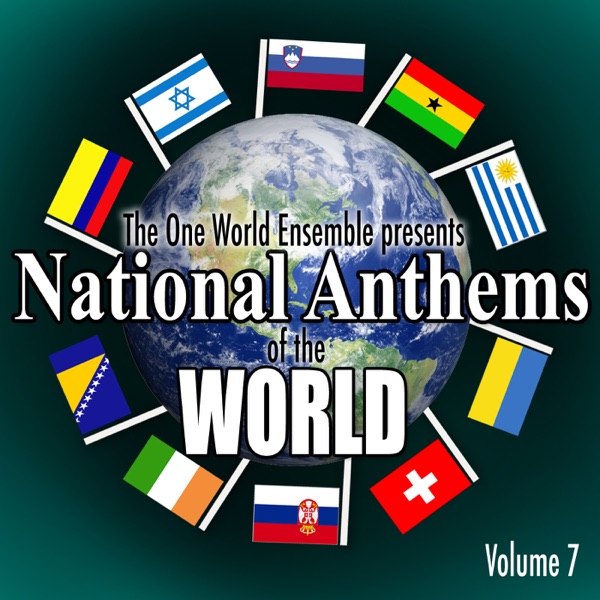 The One World Ensemble presents
National Anthems
of the
WORLD
Volume 7